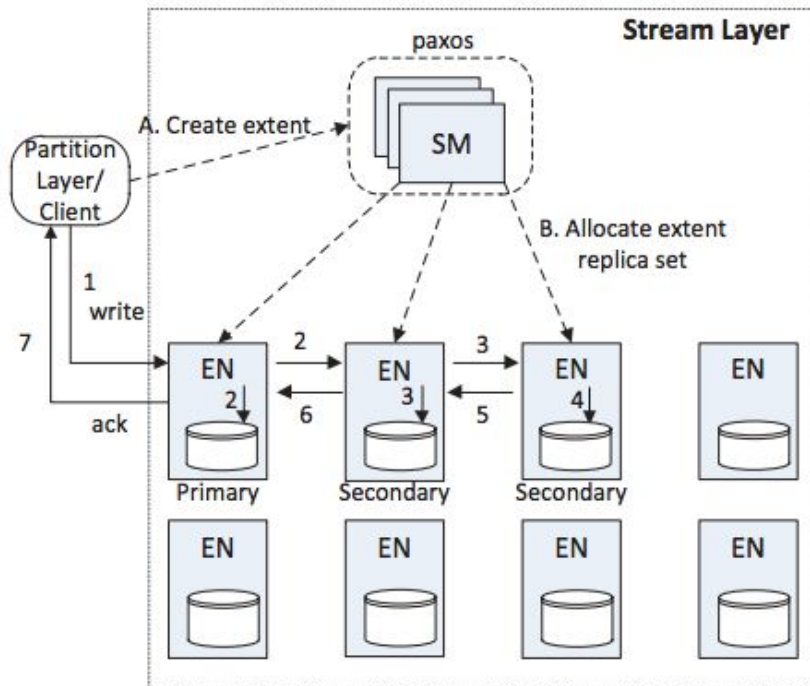 Stream Layer
paxos
A. Create extent
SM
Partition
Layer/
Client
B. Allocate extent
replica set
1
write
7
ack
2
3
6
5
EN
2
EN
3
EN
4
EN
Primary
Secondary
Secondary
EN
EN
EN
EN